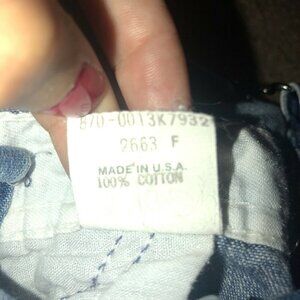 870-0013K7932
2663 F
MADE IN U.S.A.
100% COTTON